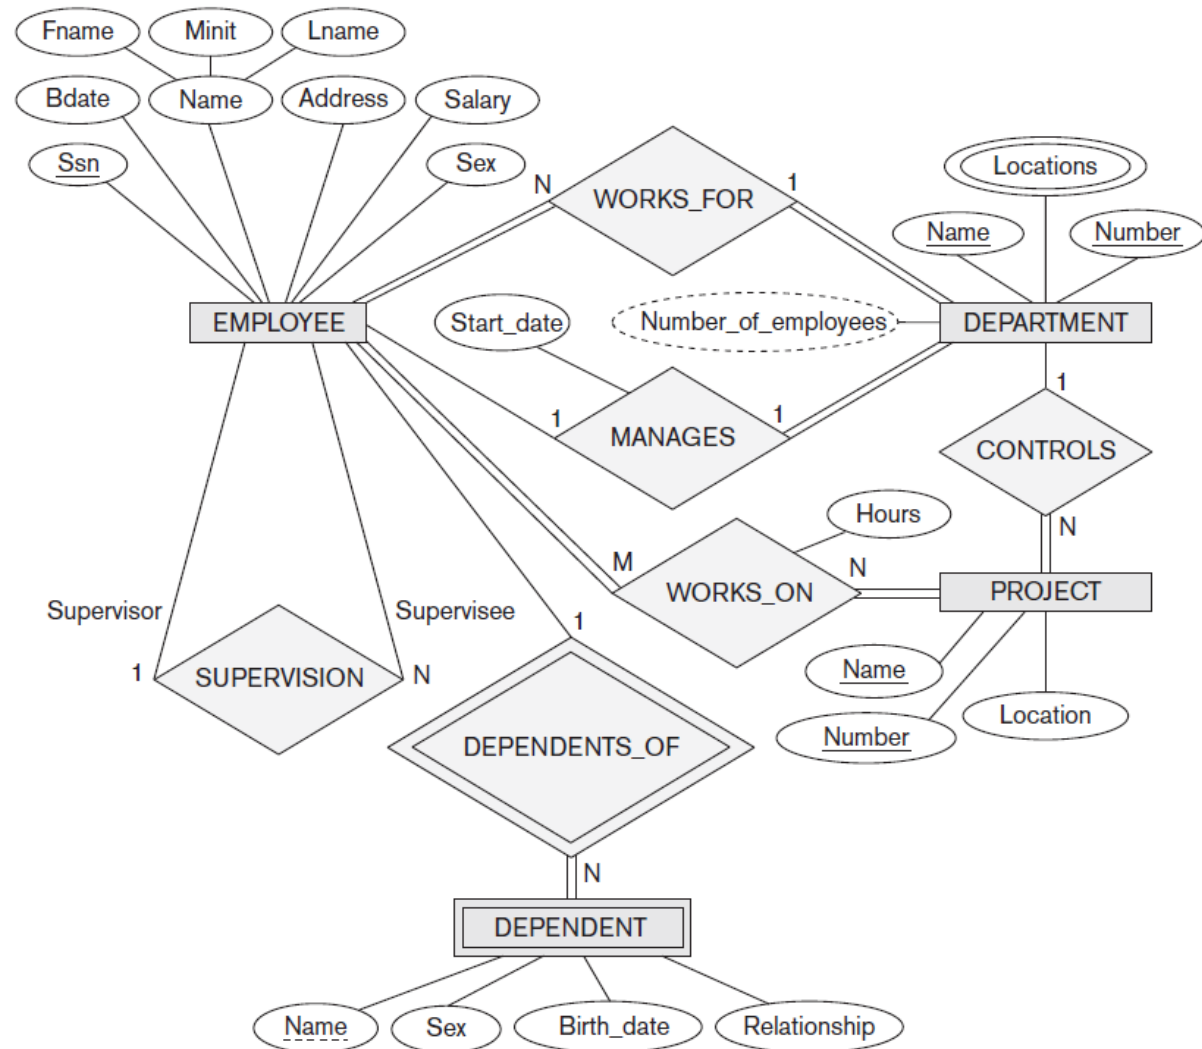 Fname
Minit
Lname
Bdate
Name
Address
Salary
Ssn
Sex
N
WORKS_FOR
1
Locations
Name
Number
EMPLOYEE
Start_date
Number_of_employees
DEPARTMENT
1
MANAGES
1
1
CONTROLS
N
Hours
M
WORKS_ON
N
PROJECT
Name
Number
Location
Supervisor
Supervisee
1
SUPERVISION
N
1
DEPENDENTS_OF
N
DEPENDENT
Name
Sex
Birth_date
Relationship